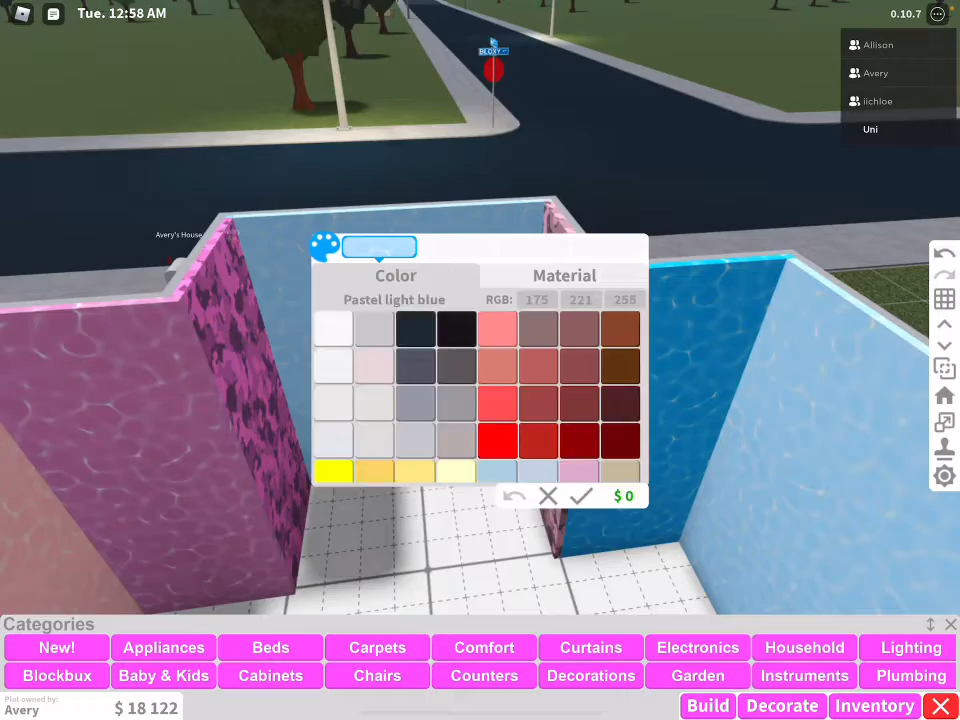 Tue. 12:58 AM
0.10.7
Allison
Avery
iichloe
Uni
BLOXY
Avery's House
Color
Material
Pastel light blue
RGB: 175 221 255
$ 0
Categories
New! Appliances Beds Carpets Comfort Curtains Electronics Household Lighting
Blockbux Baby & Kids Cabinets Chairs Counters Decorations Garden Instruments Plumbing
Plot owned by:
Avery
$ 18 122
Build Decorate Inventory